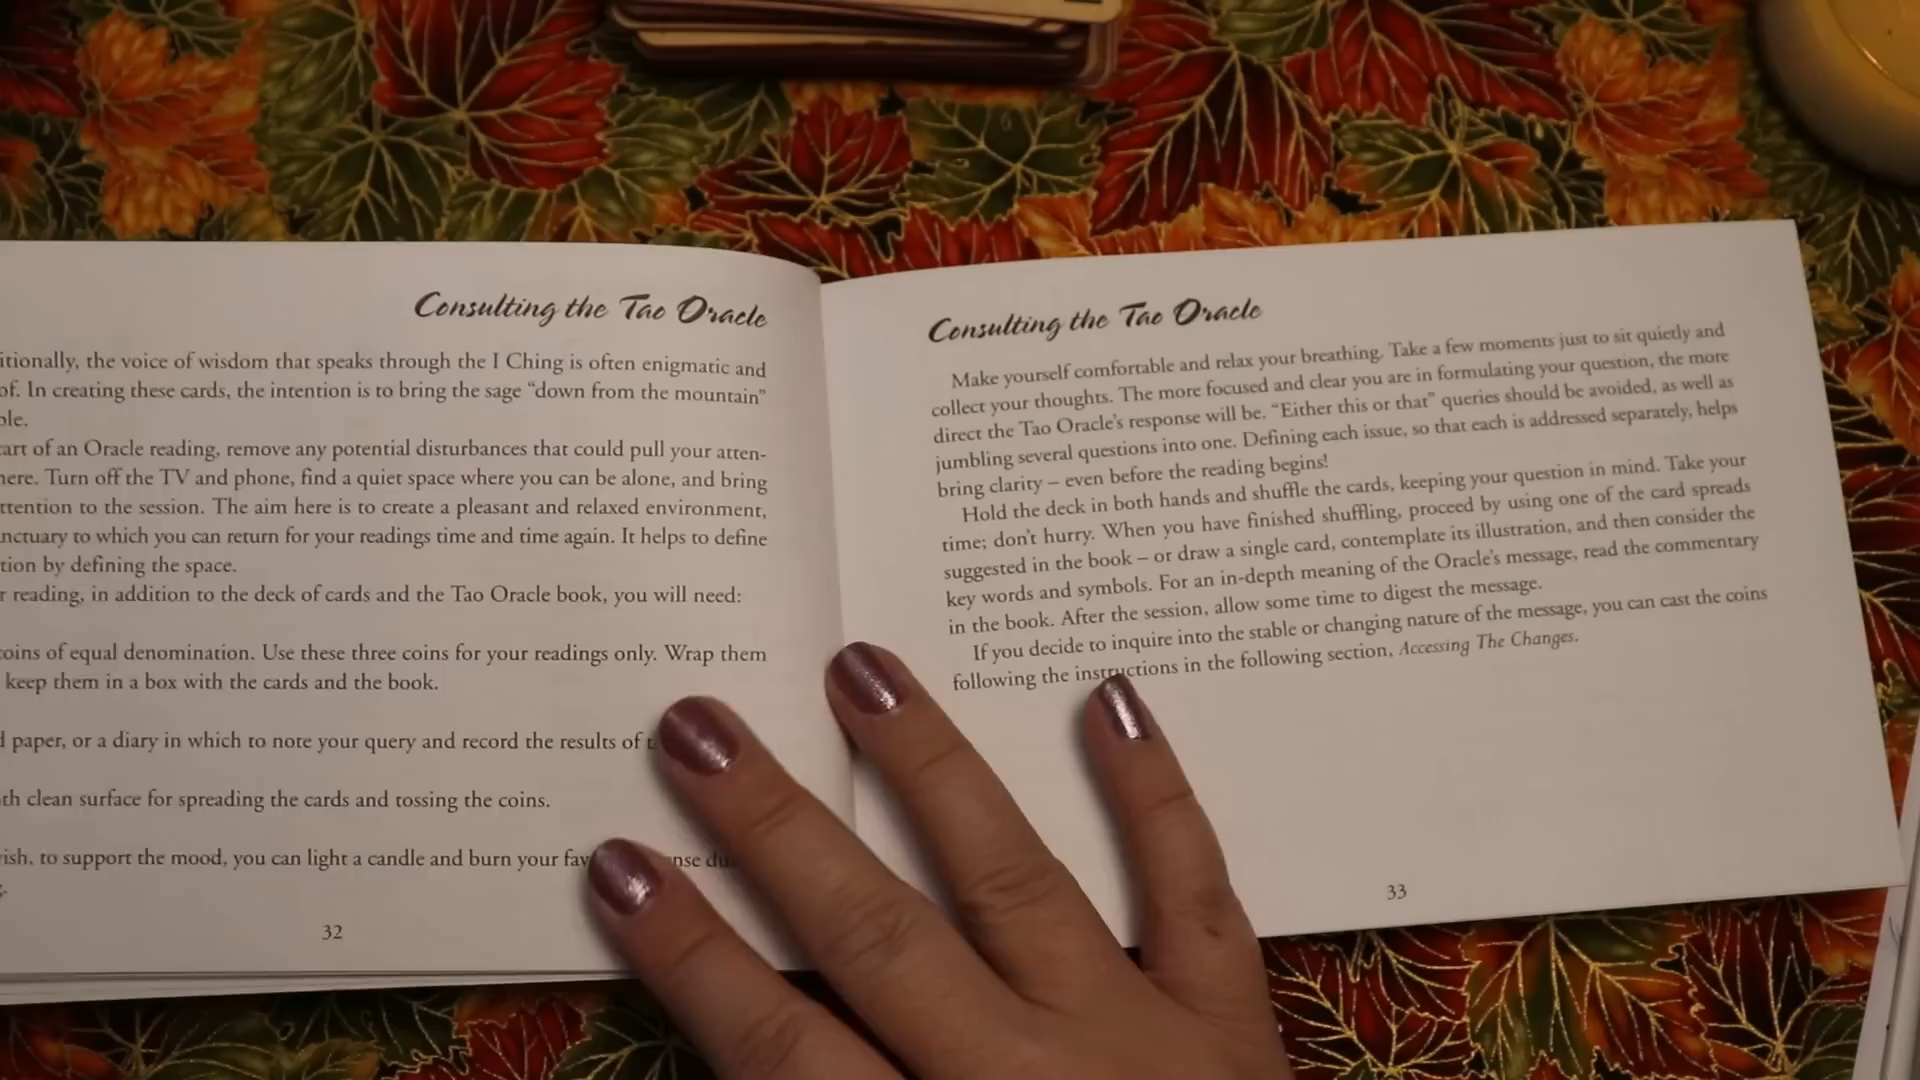 Consulting the Tao Oracle
itionally, the voice of wisdom that speaks through the I Ching is often enigmatic and
of. In creating these cards, the intention is to bring the sage “down from the mountain”
ble.
art of an Oracle reading, remove any potential disturbances that could pull your atten-
here. Turn off the TV and phone, find a quiet space where you can be alone, and bring
ttention to the session. The aim here is to create a pleasant and relaxed environment,
nctuary to which you can return for your readings time and time again. It helps to define
tion by defining the space.
r reading, in addition to the deck of cards and the Tao Oracle book, you will need:
coins of equal denomination. Use these three coins for your readings only. Wrap them
keep them in a box with the cards and the book.
d paper, or a diary in which to note your query and record the results of
th clean surface for spreading the cards and tossing the coins.
ish, to support the mood, you can light a candle and burn your
32
Consulting the Tao Oracle
Make yourself comfortable and relax your breathing. Take a few moments just to sit quietly and
collect your thoughts. The more focused and clear you are in formulating your question, the more
direct the Tao Oracle’s response will be. “Either this or that” queries should be avoided, as well as
jumbling several questions into one. Defining each issue, so that each is addressed separately, helps
bring clarity – even before the reading begins!
Hold the deck in both hands and shuffle the cards, keeping your question in mind. Take your
time; don’t hurry. When you have finished shuffling, proceed by using one of the card spreads
suggested in the book – or draw a single card, contemplate its illustration, and then consider the
key words and symbols. For an in-depth meaning of the Oracle’s message, read the commentary
in the book. After the session, allow some time to digest the message.
If you decide to inquire into the stable or changing nature of the message, you can cast the coins
following the instructions in the following section, Accessing The Changes.
33